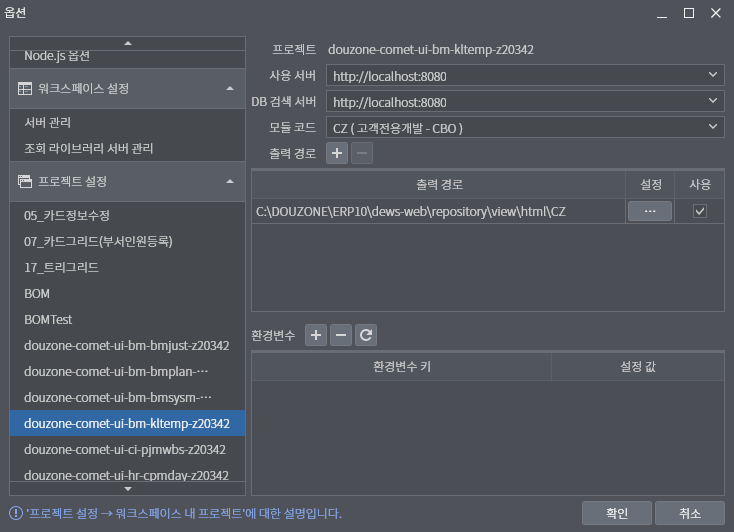 옵션
Node.js 옵션
워크스페이스 설정
서버 관리
조회 라이브러리 서버 관리
프로젝트 설정
05_카드정보수정
07_카드그리드(부서인원등록)
17_트리그리드
BOM
BOMTest
douzone-comet-ui-bm-bmjust-z20342
douzone-comet-ui-bm-bmplan-⋯
douzone-comet-ui-bm-bmsysm-⋯
douzone-comet-ui-bm-kltemp-z20342
douzone-comet-ui-ci-pjmwbs-z20342
douzone-comet-ui-hr-cpmday-z20342
프로젝트 douzone-comet-ui-bm-kltemp-z20342
사용 서버 http://localhost:8080
DB 검색 서버 http://localhost:8080
모듈 코드 CZ ( 고객전용개발 - CBO )
출력 경로
출력 경로 설정 사용
C:\DOUZONE\ERP10\dews-web\repository\view\html\CZ ⋯
환경변수
환경변수 키 설정 값
'프로젝트 설정 → 워크스페이스 내 프로젝트'에 대한 설명입니다.
확인 취소